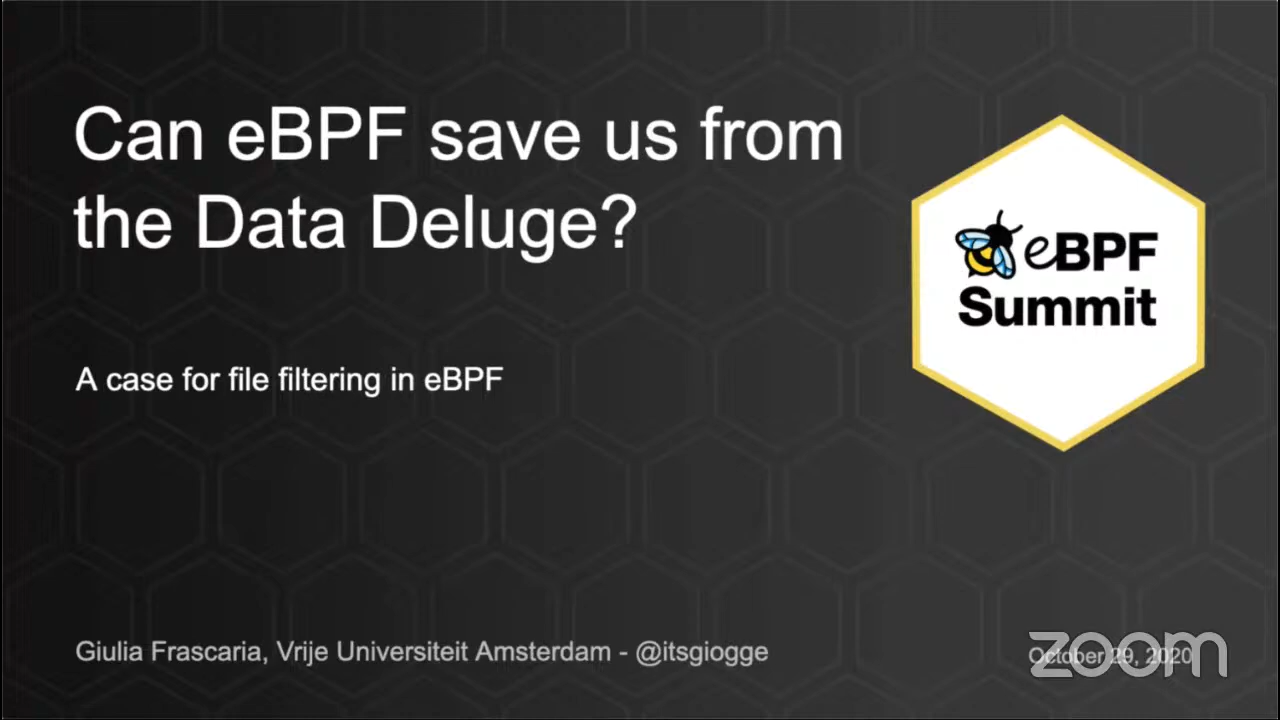 Can eBPF save us from
the Data Deluge?
eBPF
Summit
A case for file filtering in eBPF
Giulia Frascaria, Vrije Universiteit Amsterdam - @itsgiogge
October 29, 2020
zoom